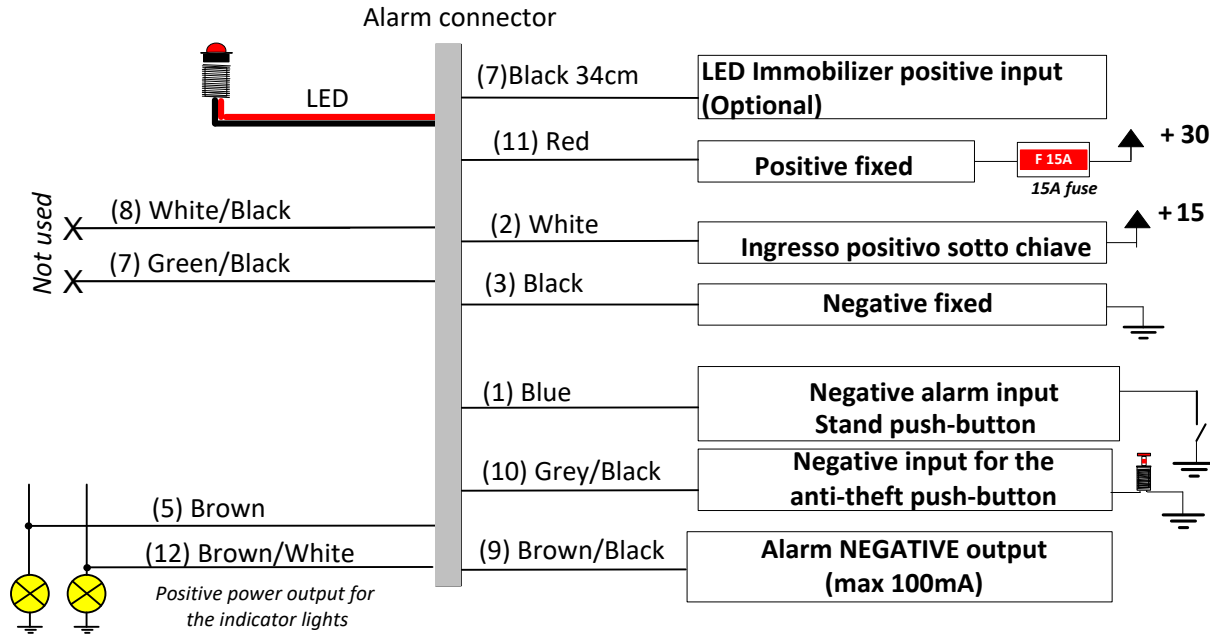 Alarm connector
LED
(7)Black 34cm
LED Immobilizer positive input
(Optional)
(11) Red
Positive fixed
F 15A
15A fuse
+ 30
Not used
(8) White/Black
(7) Green/Black
(2) White
Ingresso positivo sotto chiave
+ 15
(3) Black
Negative fixed
(1) Blue
Negative alarm input
Stand push-button
(10) Grey/Black
Negative input for the
anti-theft push-button
(5) Brown
(12) Brown/White
Positive power output for
the indicator lights
(9) Brown/Black
Alarm NEGATIVE output
(max 100mA)